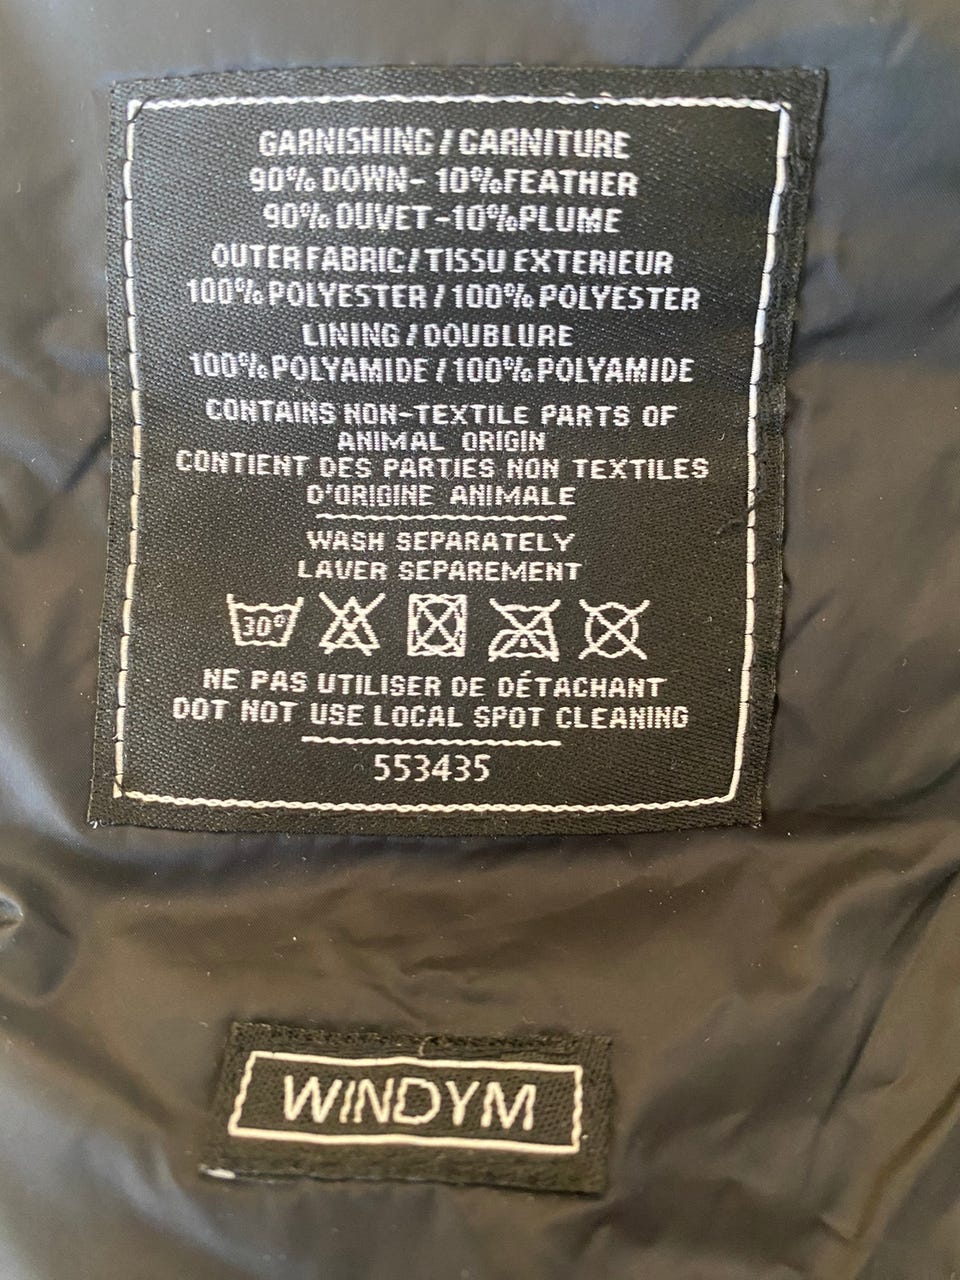 GARNISHING / GARNITURE
90% DOWN- 10%FEATHER
90% DUVET-10%PLUME
OUTER FABRIC/ TISSU EXTERIEUR
100% POLYESTER / 100% POLYESTER
LINING / DOUBLURE
100% POLYAMIDE / 100% POLYAMIDE
CONTAINS NON-TEXTILE PARTS OF
ANIMAL ORIGIN
CONTIENT DES PARTIES NON TEXTILES
D'ORIGINE ANIMALE
WASH SEPARATELY
LAVER SEPAREMENT
30°
NE PAS UTILISER DE DÉTACHANT
DOT NOT USE LOCAL SPOT CLEANING
553435
WINDYM